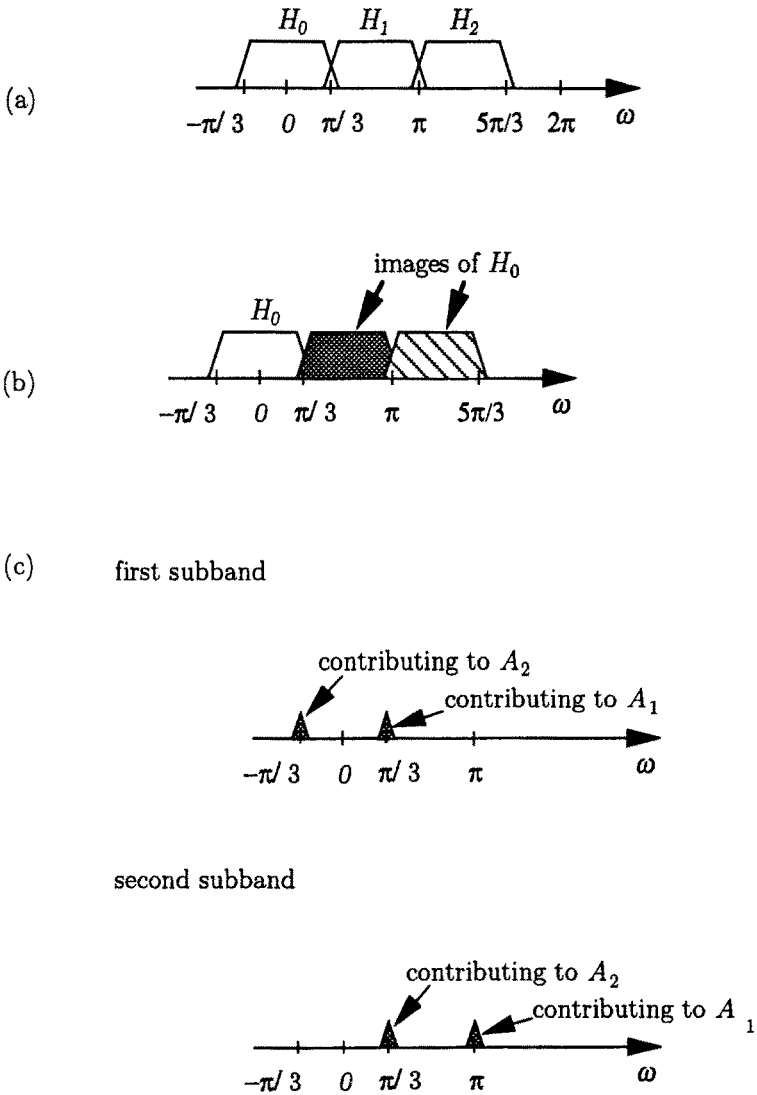 (a)
H₀ H₁ H₂
−π/ 3 0 π/ 3 π 5π/3 2π ω
(b)
images of H₀
H₀
−π/ 3 0 π/ 3 π 5π/3 ω
(c) first subband
contributing to A₂
contributing to A₁
−π/ 3 0 π/ 3 π ω
second subband
contributing to A₂
contributing to A ₁
−π/ 3 0 π/ 3 π ω